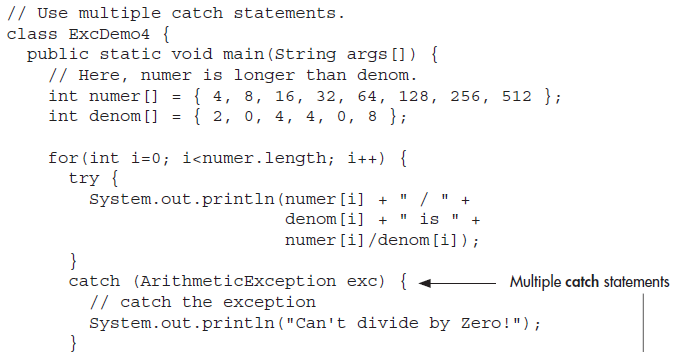 // Use multiple catch statements.
class ExcDemo4 {
public static void main(String args[]) {
// Here, numer is longer than denom.
int numer[] = { 4, 8, 16, 32, 64, 128, 256, 512 };
int denom[] = { 2, 0, 4, 4, 0, 8 };
for(int i=0; i<numer.length; i++) {
try {
System.out.println(numer[i] + " / " +
denom[i] + " is " +
numer[i]/denom[i]);
}
catch (ArithmeticException exc) { Multiple catch statements
// catch the exception
System.out.println("Can't divide by Zero!");
}